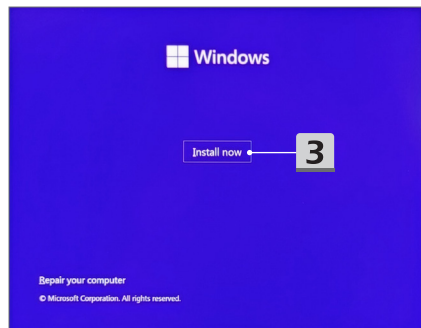 Windows
Install now
3
Repair your computer
© Microsoft Corporation. All rights reserved.